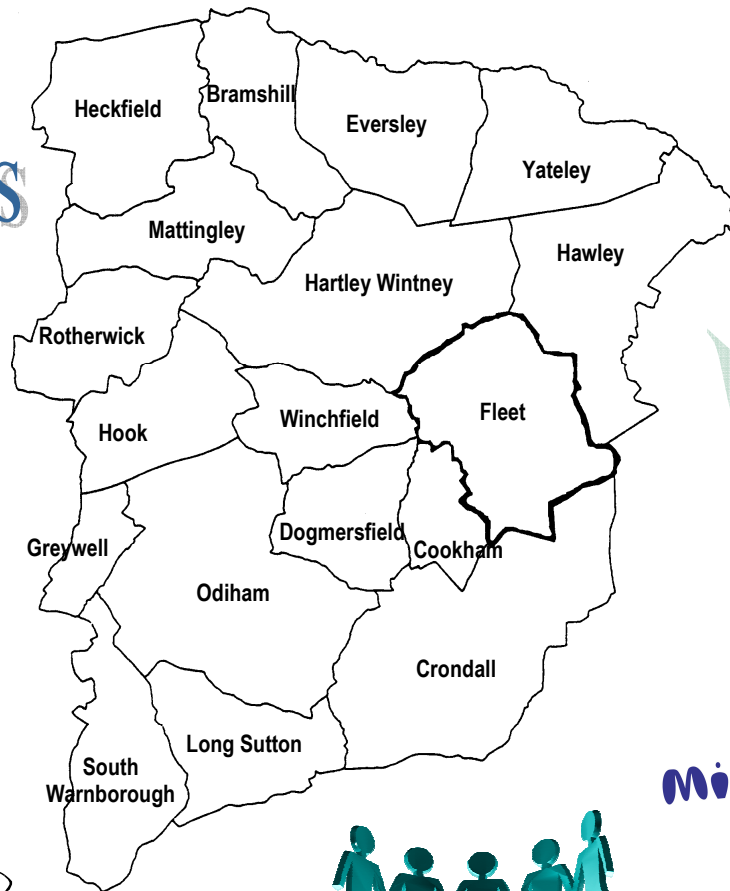 Heckfield
Bramshill
Eversley
Yateley
s
Mattingley
Hawley
Hartley Wintney
Rotherwick
Fleet
Winchfield
Hook
Dogmersfield
Greywell
Cookham
Odiham
Crondall
Long Sutton
South
Warnborough
Mi